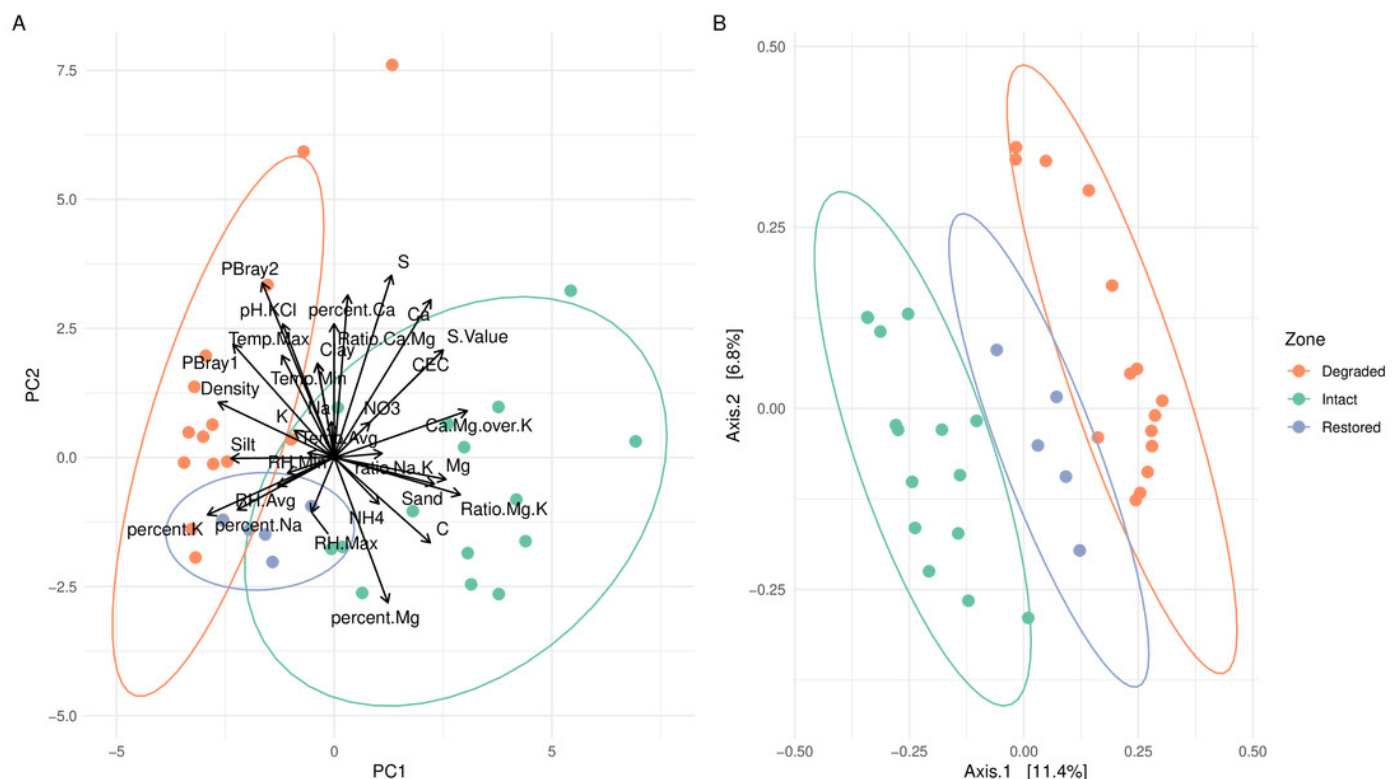 A
B
7.5
5.0
2.5
0.0
−2.5
−5.0
PC2
−5
0
5
PC1
S
PBray2
pH.KCl
percent.Ca
Ca
Temp.Max
Ratio.Ca.Mg
S.Value
Clay
PBray1
CEC
Temp.Min
Density
Na
NO3
K
Ca.Mg.over.K
Temp.Avg
Silt
RH.Min
ratio.Na.K
Mg
RH.Avg
Sand
Ratio.Mg.K
percent.K
percent.Na
NH4
C
RH.Max
percent.Mg
0.50
0.25
0.00
−0.25
Axis.2 [6.8%]
−0.50
−0.25
0.00
0.25
0.50
Axis.1 [11.4%]
Zone
Degraded
Intact
Restored